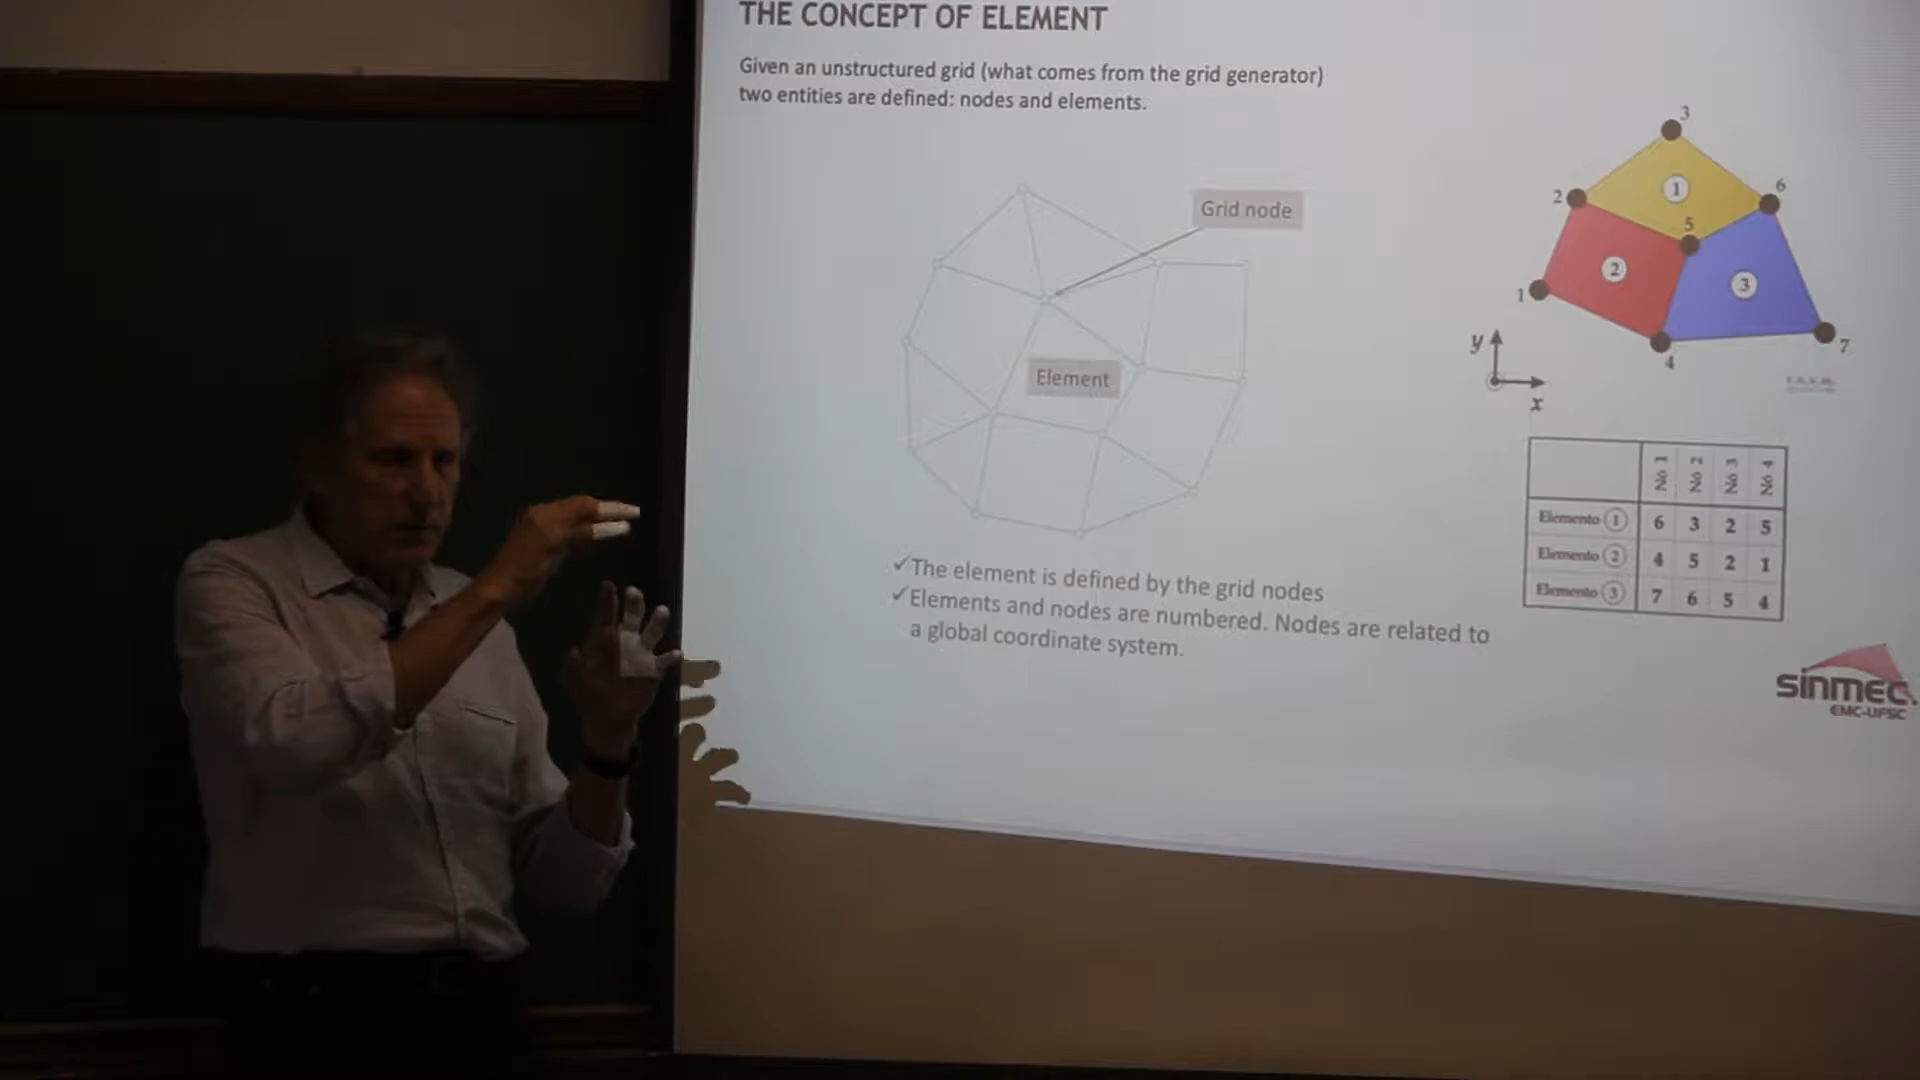 THE CONCEPT OF ELEMENT
Given an unstructured grid (what comes from the grid generator)
two entities are defined: nodes and elements.
Grid node
Element
3
2
1
6
5
2
3
1
4
7
y
x
No 1 No 2 No 3 No 4
Elemento 1 6 3 2 5
Elemento 2 4 5 2 1
Elemento 3 7 6 5 4
✓The element is defined by the grid nodes
✓Elements and nodes are numbered. Nodes are related to
a global coordinate system.
sinmec
EMC-UFSC